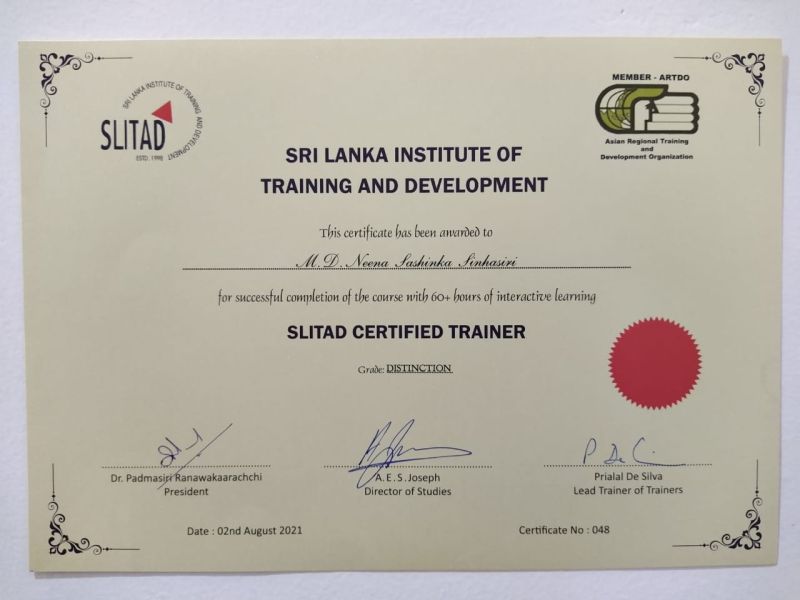 SRI LANKA INSTITUTE OF TRAINING AND DEVELOPMENT
SLITAD
ESTD. 1998
MEMBER - ARTDO
Asian Regional Training
and
Development Organization
SRI LANKA INSTITUTE OF
TRAINING AND DEVELOPMENT
This certificate has been awarded to
M. D. Neena Sashinka Sinhasiri
for successful completion of the course with 60+ hours of interactive learning
SLITAD CERTIFIED TRAINER
Grade: DISTINCTION
Dr. Padmasiri Ranawakaarachchi
President
A.E.S.Joseph
Director of Studies
P De
Prialal De Silva
Lead Trainer of Trainers
Date : 02nd August 2021
Certificate No : 048